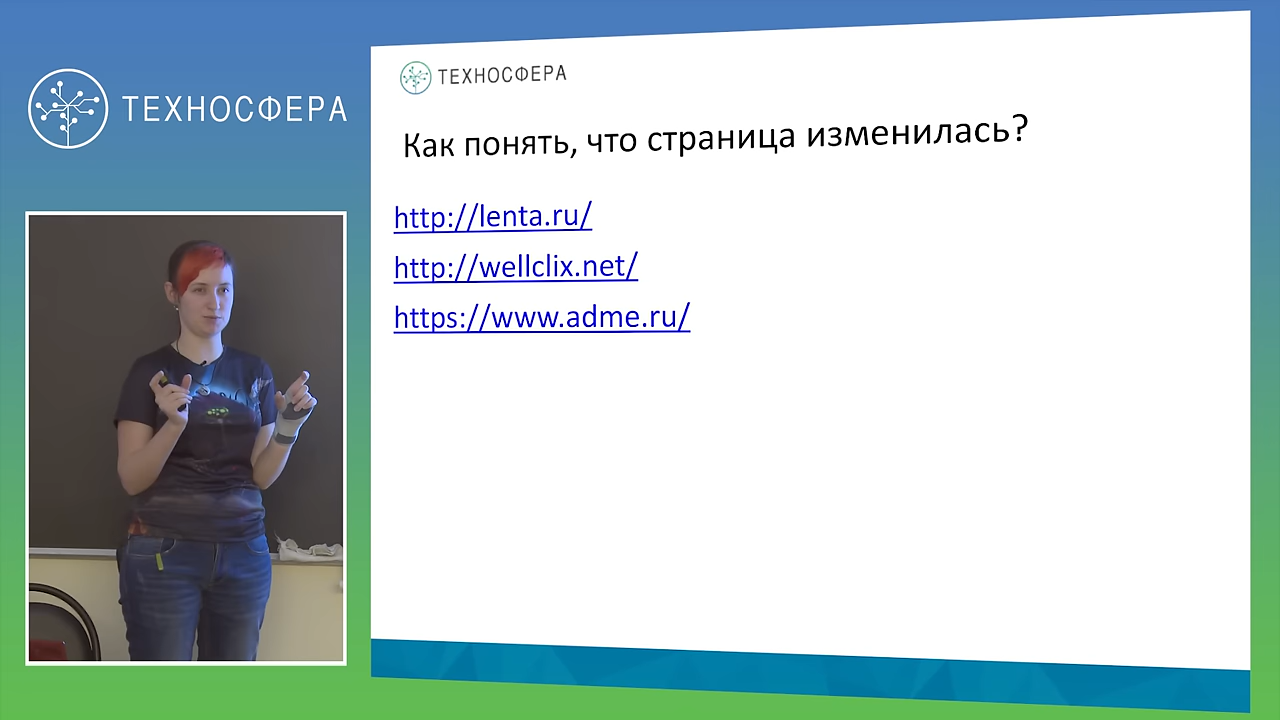 ТЕХНОСФЕРА
ТЕХНОСФЕРА
Как понять, что страница изменилась?
http://lenta.ru/
http://wellclix.net/
https://www.adme.ru/